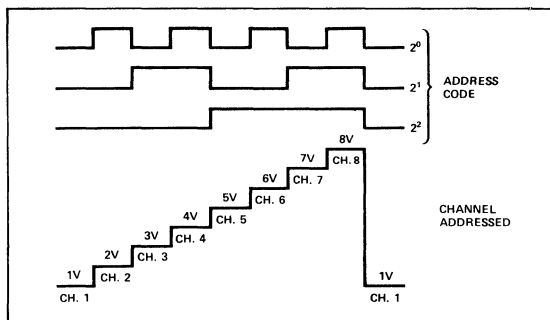 2⁰
2¹
ADDRESS
CODE
2²
8V
CH. 8
7V
CH. 7
6V
CH. 6
5V
CH. 5
4V
CH. 4
3V
CH. 3
2V
CH. 2
1V
CH. 1
CHANNEL
ADDRESSED
1V
CH. 1